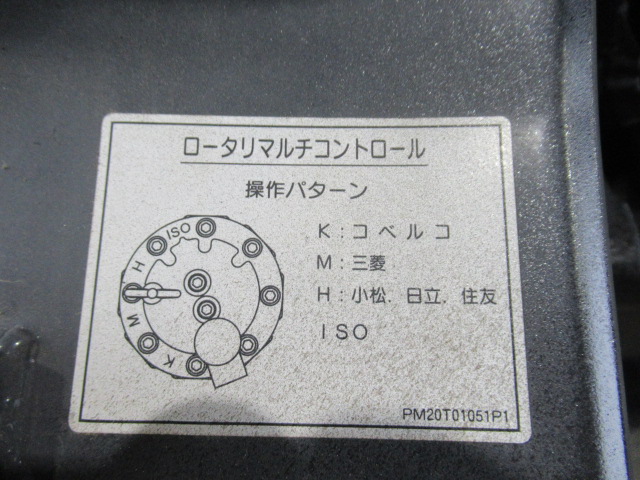 ロータリマルチコントロール
操作パターン
K：コベルコ
M：三菱
H：小松．日立．住友
ISO
ISO
H
M
K
PM20T01051P1